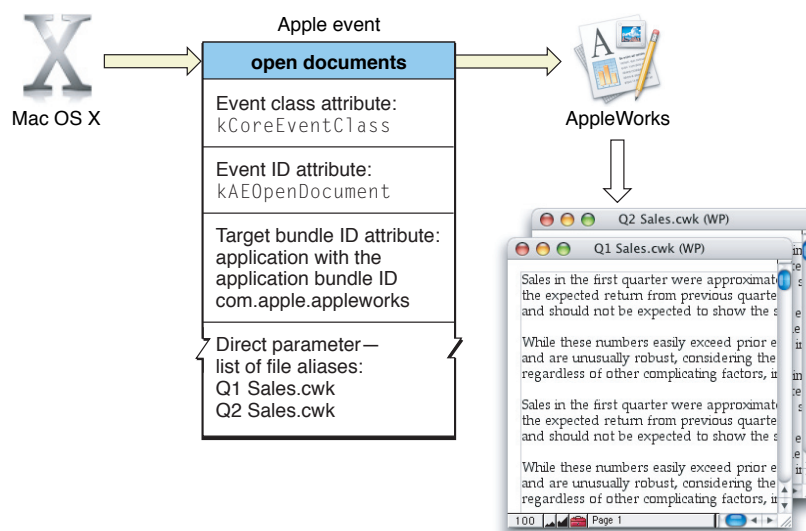 Apple event
Mac OS X
open documents
Event class attribute:
kCoreEventClass
Event ID attribute:
kAEOpenDocument
Target bundle ID attribute:
application with the
application bundle ID
com.apple.appleworks
Direct parameter—
list of file aliases:
Q1 Sales.cwk
Q2 Sales.cwk
AppleWorks
Q2 Sales.cwk (WP)
Q1 Sales.cwk (WP)
Sales in the first quarter were approximate
the expected return from previous quarte
and should not be expected to show the s
While these numbers easily exceed prior e
and are unusually robust, considering the
regardless of other complicating factors, i
Sales in the first quarter were approximate
the expected return from previous quarte
and should not be expected to show the s
While these numbers easily exceed prior e
and are unusually robust, considering the
regardless of other complicating factors, i
100 Page 1